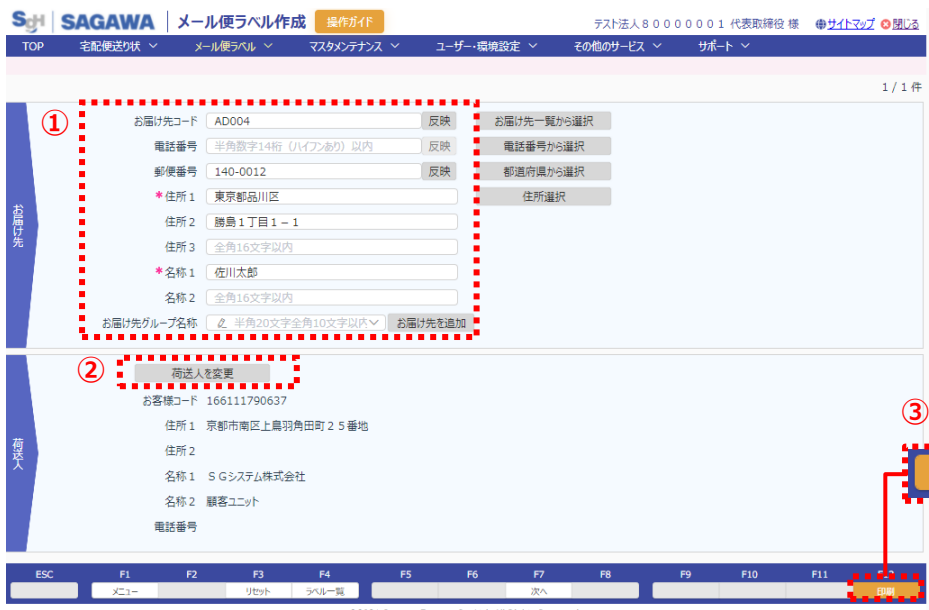 SgH SAGAWA メール便ラベル作成 操作ガイド テスト法人８０００００１ 代表取締役 様 サイトマップ 閉じる
TOP 宅配便送り状 メール便ラベル マスタメンテナンス ユーザー・環境設定 その他のサービス サポート
1 / 1 件
①
お届け先
お届け先コード AD004 反映 お届け先一覧から選択
電話番号 半角数字14桁（ハイフンあり）以内 反映 電話番号から選択
郵便番号 140-0012 反映 都道府県から選択
*住所１ 東京都品川区 住所選択
住所２ 勝島１丁目１－１
住所３ 全角16文字以内
*名称１ 佐川太郎
名称２ 全角16文字以内
お届け先グループ名称 半角20文字全角10文字以内 お届け先を追加
②
荷送人
荷送人を変更
お客様コード 166111790637
住所１ 京都市南区上鳥羽角田町２５番地
住所２
名称１ ＳＧシステム株式会社
名称２ 顧客ユニット
電話番号
③
ESC F1 F2 F3 F4 F5 F6 F7 F8 F9 F10 F11
メニュー リセット ラベル一覧 次へ 印刷